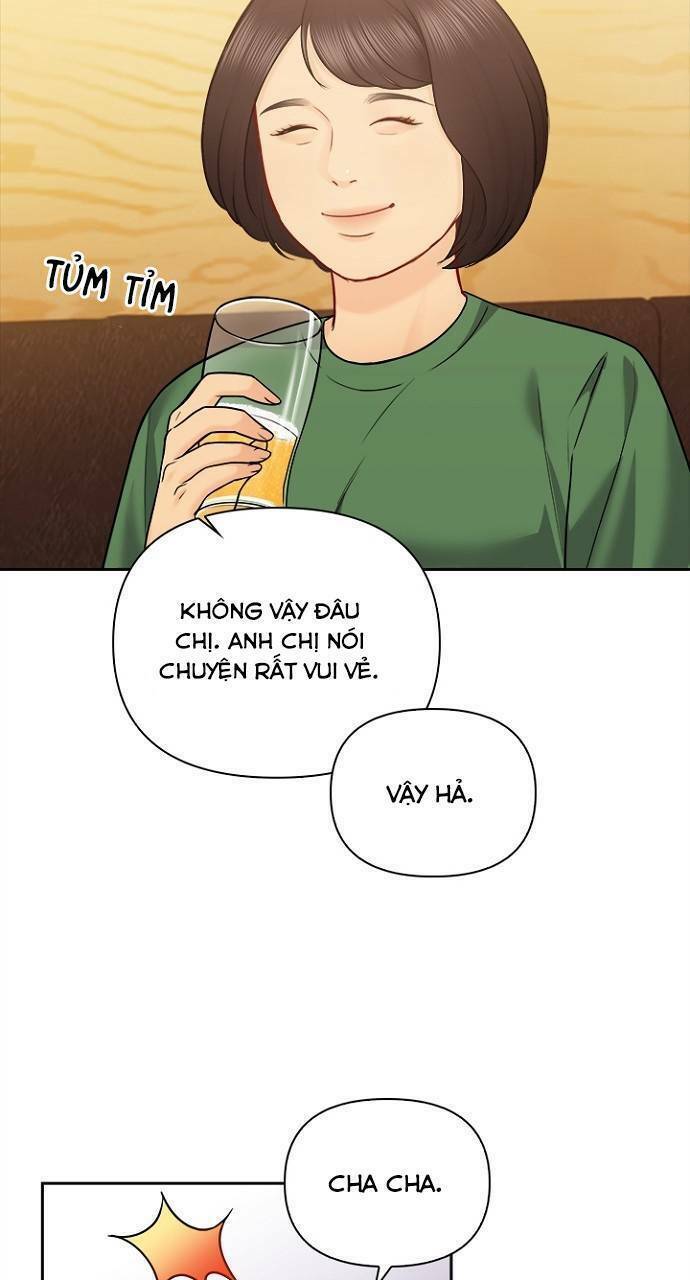 TỦM TỈM
KHÔNG VẬY ĐÂU
CHỊ. ANH CHỊ NÓI
CHUYỆN RẤT VUI VẺ.
VẬY HẢ.
CHA CHA.